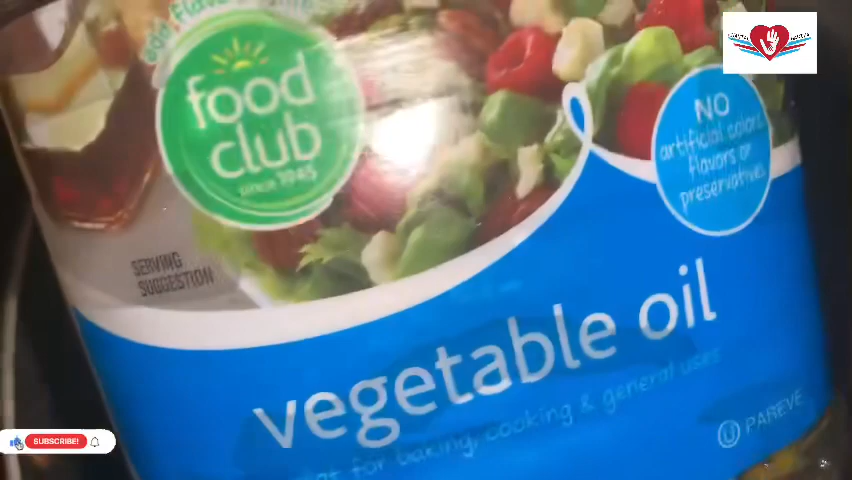 food
club
since 1945
NO
artificial colors,
flavors or
preservatives
SERVING
SUGGESTION
vegetable oil
for baking, cooking & general uses
U PAREVE
SUBSCRIBE!